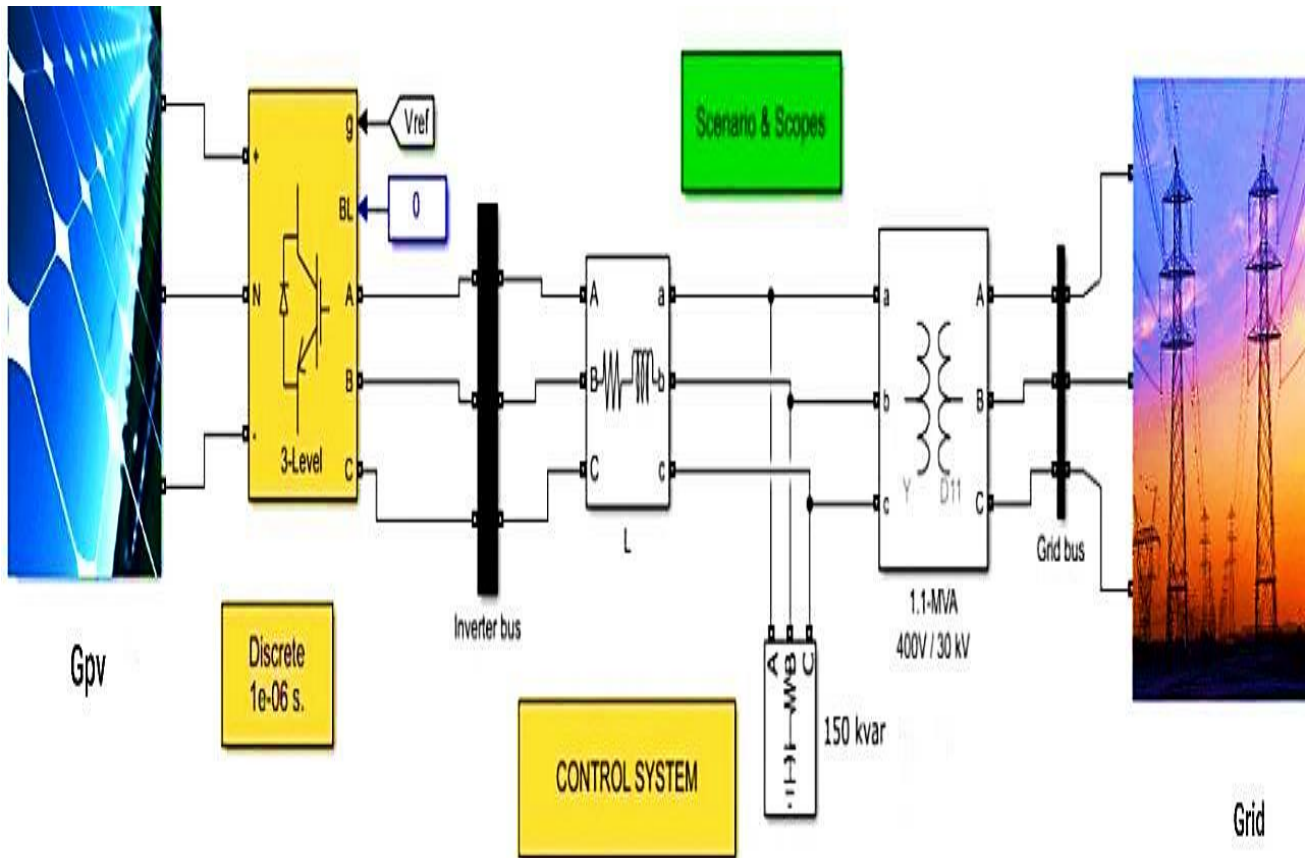 Scenario & Scopes
g
Vref
+
BL
0
A
A
a
a
A
N
B
B
b
b
B
-
3-Level
C
C
c
c
C
Y
D11
L
Grid bus
Inverter bus
1.1-MVA
400V / 30 kV
Gpv
Discrete
1e-06 s.
A
B
C
150 kvar
CONTROL SYSTEM
Grid